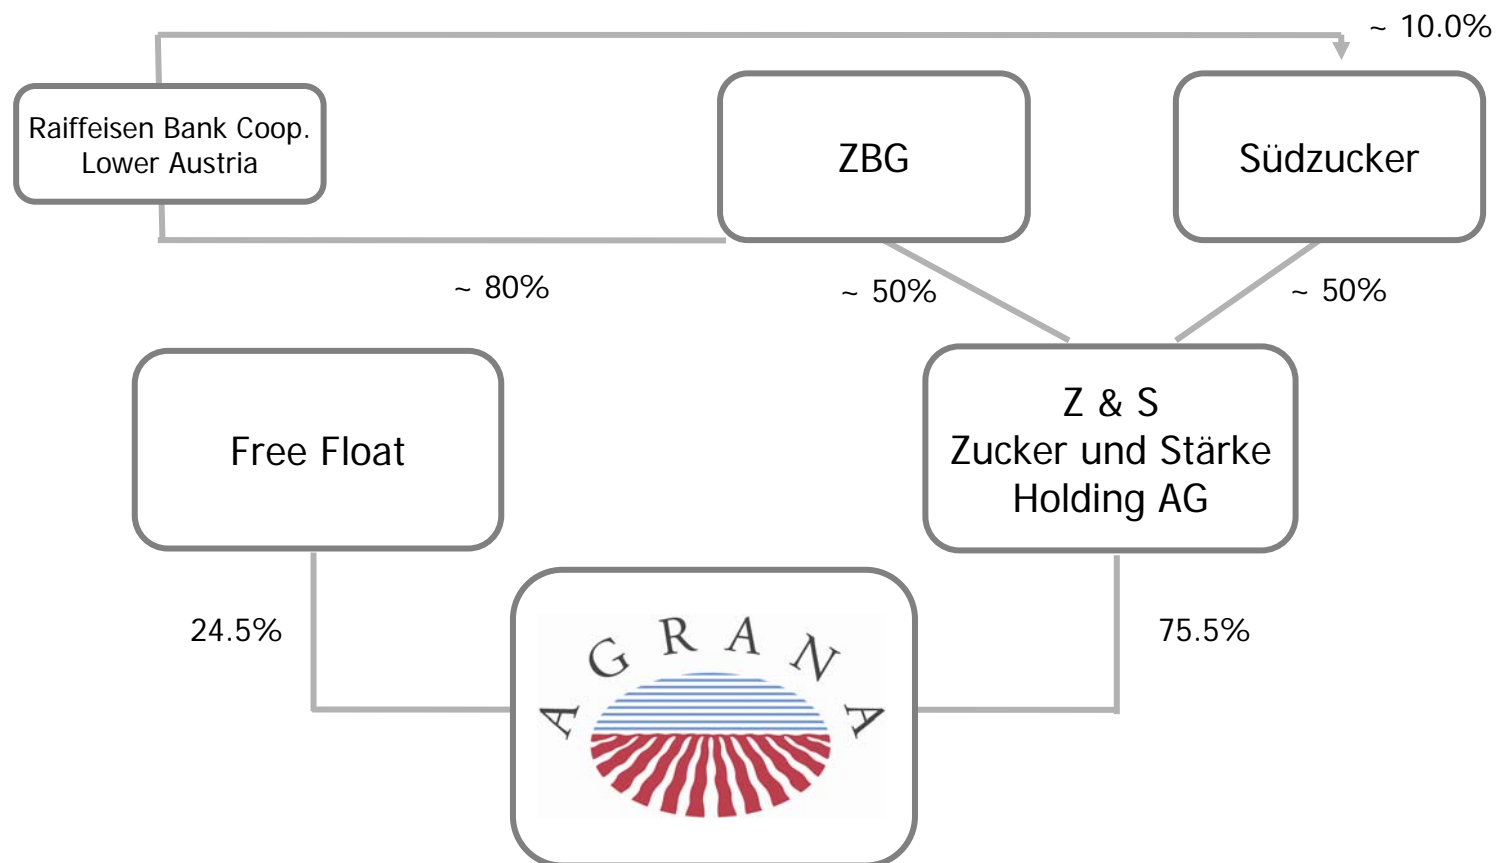 ~ 10.0%
Raiffeisen Bank Coop.
Lower Austria
ZBG
Südzucker
~ 80%
~ 50%
~ 50%
Free Float
Z & S
Zucker und Stärke
Holding AG
24.5%
75.5%
AGRANA